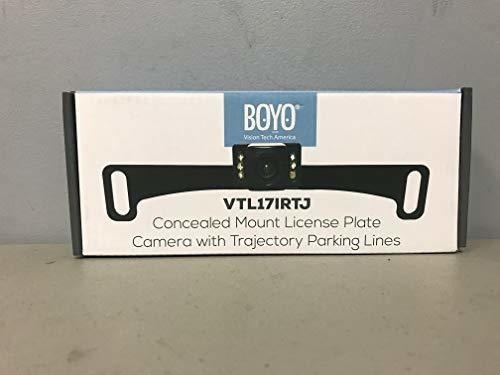 BOYO®
Vision Tech America
VTL17IRTJ
Concealed Mount License Plate
Camera with Trajectory Parking Lines